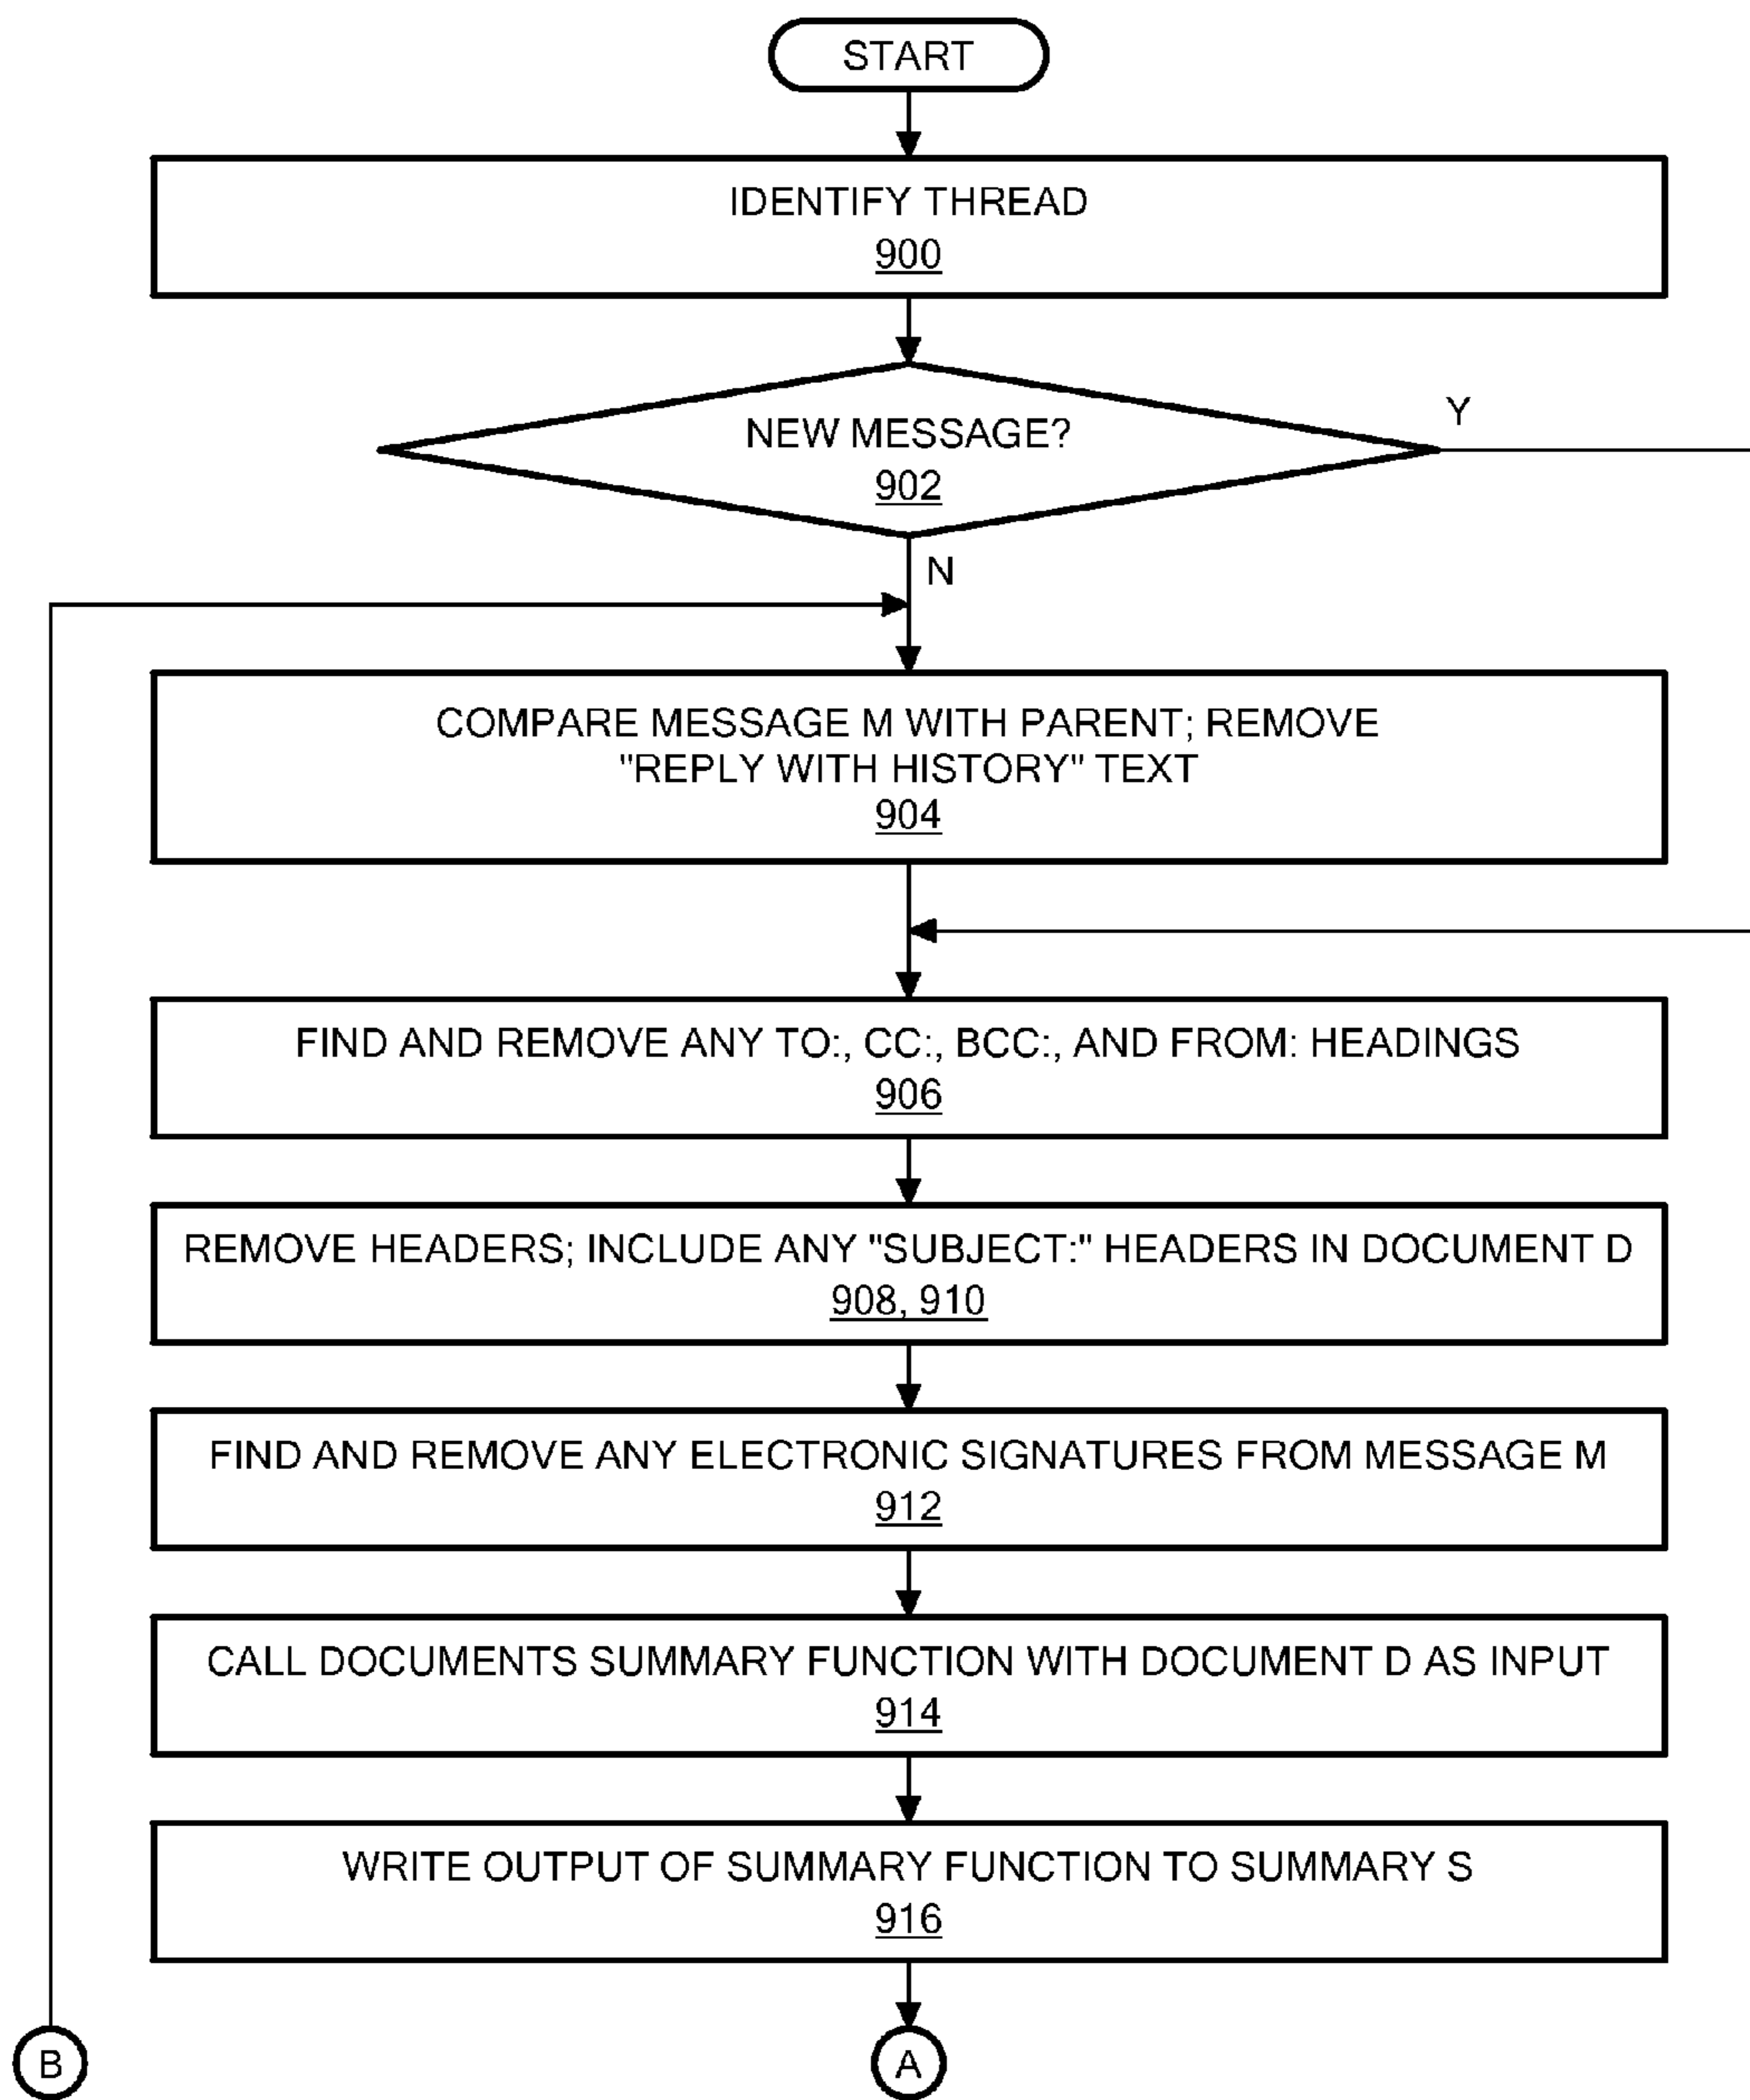 START
IDENTIFY THREAD
900
NEW MESSAGE?
902
Y
N
COMPARE MESSAGE M WITH PARENT; REMOVE
"REPLY WITH HISTORY" TEXT
904
FIND AND REMOVE ANY TO:, CC:, BCC:, AND FROM: HEADINGS
906
REMOVE HEADERS; INCLUDE ANY "SUBJECT:" HEADERS IN DOCUMENT D
908, 910
FIND AND REMOVE ANY ELECTRONIC SIGNATURES FROM MESSAGE M
912
CALL DOCUMENTS SUMMARY FUNCTION WITH DOCUMENT D AS INPUT
914
WRITE OUTPUT OF SUMMARY FUNCTION TO SUMMARY S
916
B
A